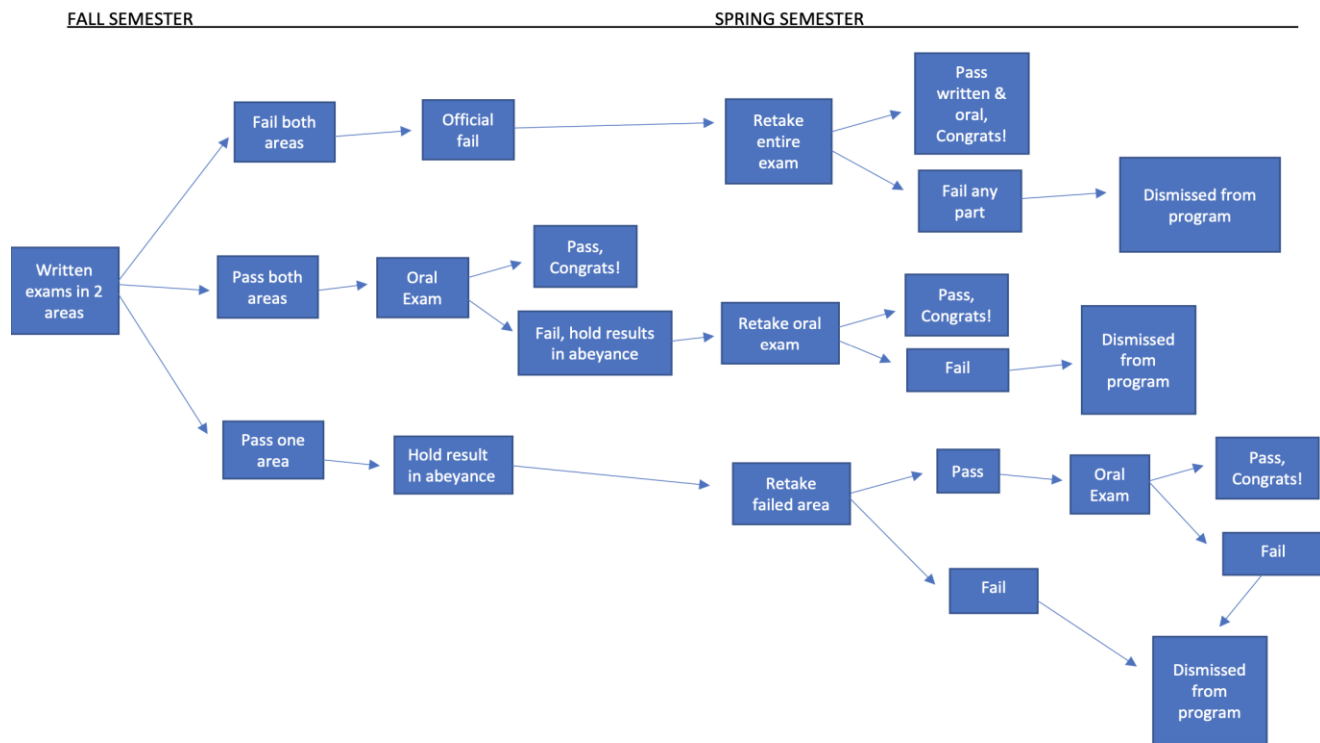 FALL SEMESTER
SPRING SEMESTER
Written
exams in 2
areas
Fail both
areas
Official
fail
Retake
entire
exam
Pass
written &
oral,
Congrats!
Fail any
part
Dismissed from
program
Pass both
areas
Oral
Exam
Pass,
Congrats!
Fail, hold results
in abeyance
Retake oral
exam
Pass,
Congrats!
Fail
Dismissed
from
program
Pass one
area
Hold result
in abeyance
Retake
failed area
Pass
Oral
Exam
Pass,
Congrats!
Fail
Fail
Dismissed
from
program